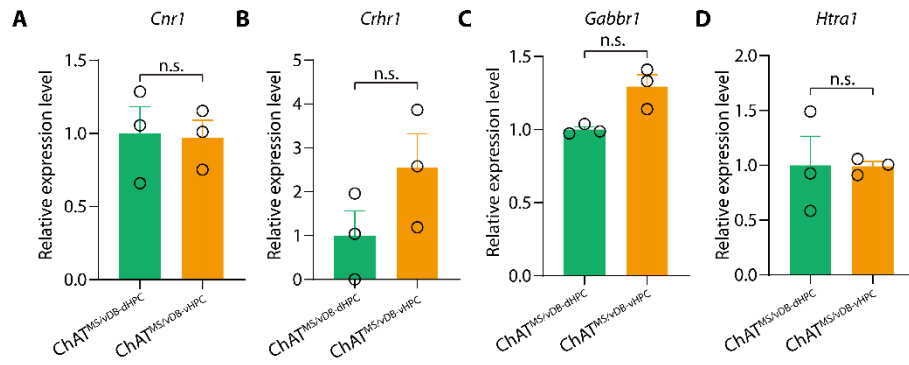 A
Cnr1
Relative expression level
1.5
1.0
0.5
0.0
n.s.
ChATMS/vDB-dHPC
ChATMS/vDB-vHPC
B
Crhr1
Relative expression level
5
4
3
2
1
0
n.s.
ChATMS/vDB-dHPC
ChATMS/vDB-vHPC
C
Gabbr1
Relative expression level
1.5
1.0
0.5
0.0
n.s.
ChATMS/vDB-dHPC
ChATMS/vDB-vHPC
D
Htra1
Relative expression level
2.0
1.5
1.0
0.5
0.0
n.s.
ChATMS/vDB-dHPC
ChATMS/vDB-vHPC